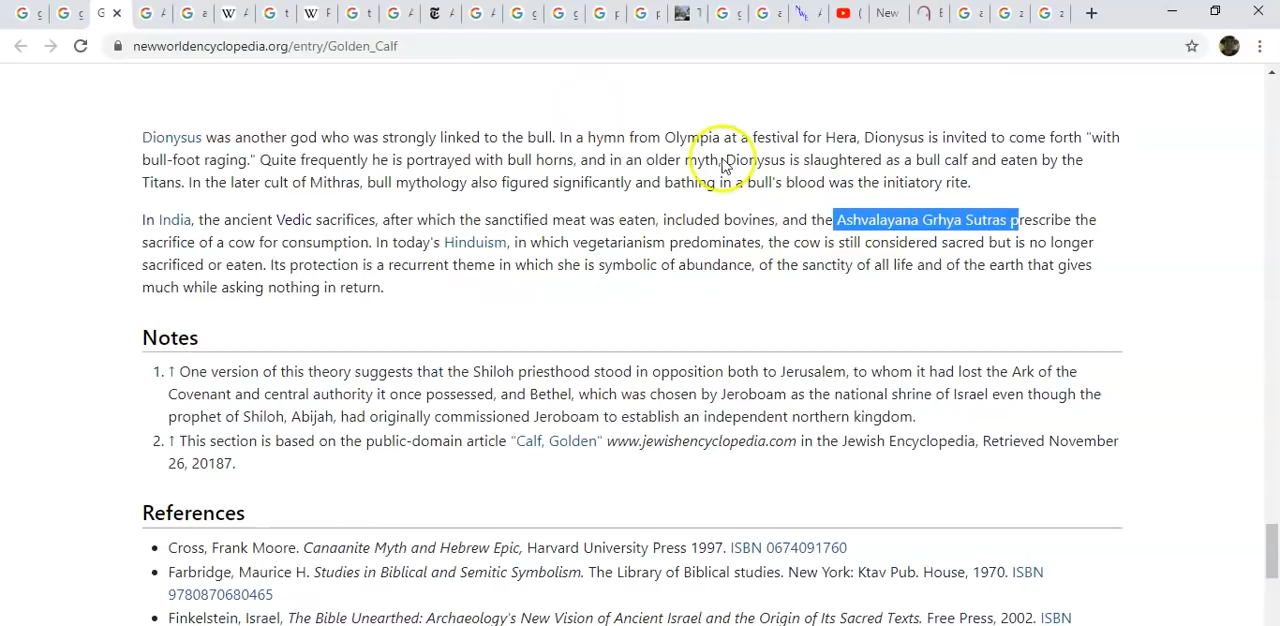 newworldencyclopedia.org/entry/Golden_Calf
New
Dionysus was another god who was strongly linked to the bull. In a hymn from Olympia at a festival for Hera, Dionysus is invited to come forth "with
bull-foot raging." Quite frequently he is portrayed with bull horns, and in an older myth, Dionysus is slaughtered as a bull calf and eaten by the
Titans. In the later cult of Mithras, bull mythology also figured significantly and bathing in a bull's blood was the initiatory rite.
In India, the ancient Vedic sacrifices, after which the sanctified meat was eaten, included bovines, and the Ashvalayana Grhya Sutras prescribe the
sacrifice of a cow for consumption. In today's Hinduism, in which vegetarianism predominates, the cow is still considered sacred but is no longer
sacrificed or eaten. Its protection is a recurrent theme in which she is symbolic of abundance, of the sanctity of all life and of the earth that gives
much while asking nothing in return.
Notes
1. ↑ One version of this theory suggests that the Shiloh priesthood stood in opposition both to Jerusalem, to whom it had lost the Ark of the
Covenant and central authority it once possessed, and Bethel, which was chosen by Jeroboam as the national shrine of Israel even though the
prophet of Shiloh, Abijah, had originally commissioned Jeroboam to establish an independent northern kingdom.
2. ↑ This section is based on the public-domain article "Calf, Golden" www.jewishencyclopedia.com in the Jewish Encyclopedia, Retrieved November
26, 20187.
References
• Cross, Frank Moore. Canaanite Myth and Hebrew Epic, Harvard University Press 1997. ISBN 0674091760
• Farbridge, Maurice H. Studies in Biblical and Semitic Symbolism. The Library of Biblical studies. New York: Ktav Pub. House, 1970. ISBN
9780870680465
• Finkelstein, Israel, The Bible Unearthed: Archaeology's New Vision of Ancient Israel and the Origin of Its Sacred Texts. Free Press, 2002. ISBN